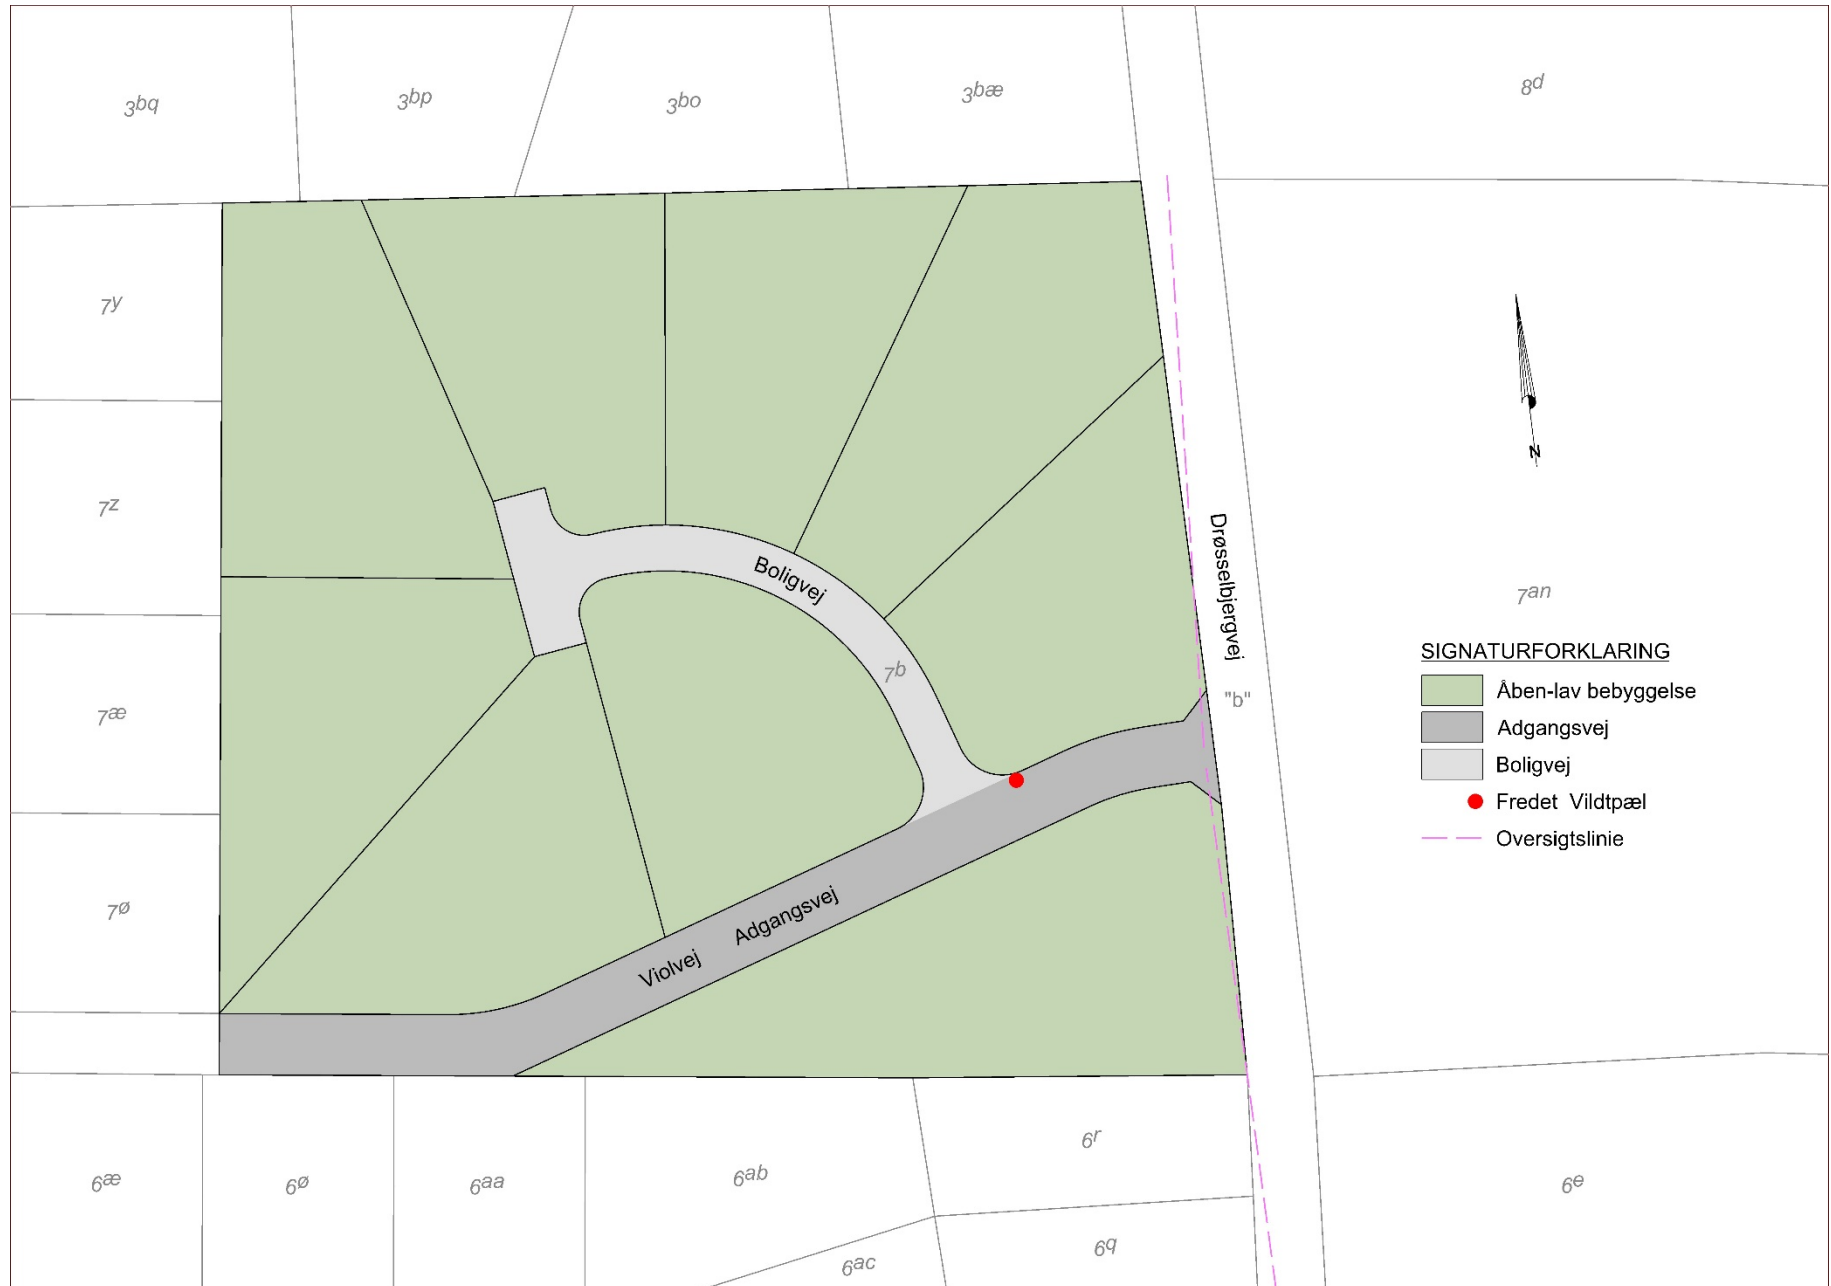 3bq
3bp
3bo
3bæ
8d
7y
7z
7æ
7ø
Boligvej
7b
Violvej
Adgangsvej
Drøsselbjergvej
"b"
N
7an
SIGNATURFORKLARING
Åben-lav bebyggelse
Adgangsvej
Boligvej
Fredet Vildtpæl
Oversigtslinie
6æ
6ø
6aa
6ab
6r
6ac
6q
6e